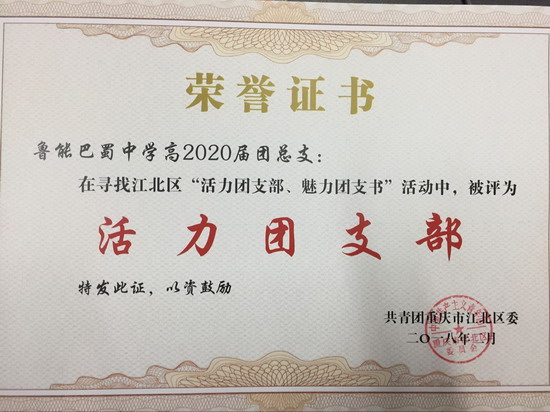 荣誉证书
鲁能巴蜀中学高2020届团总支：
在寻找江北区“活力团支部、魅力团支书”活动中，被评为
活力团支部
特发此证，以资鼓励
共青团重庆市江北区委
二〇一八年二月